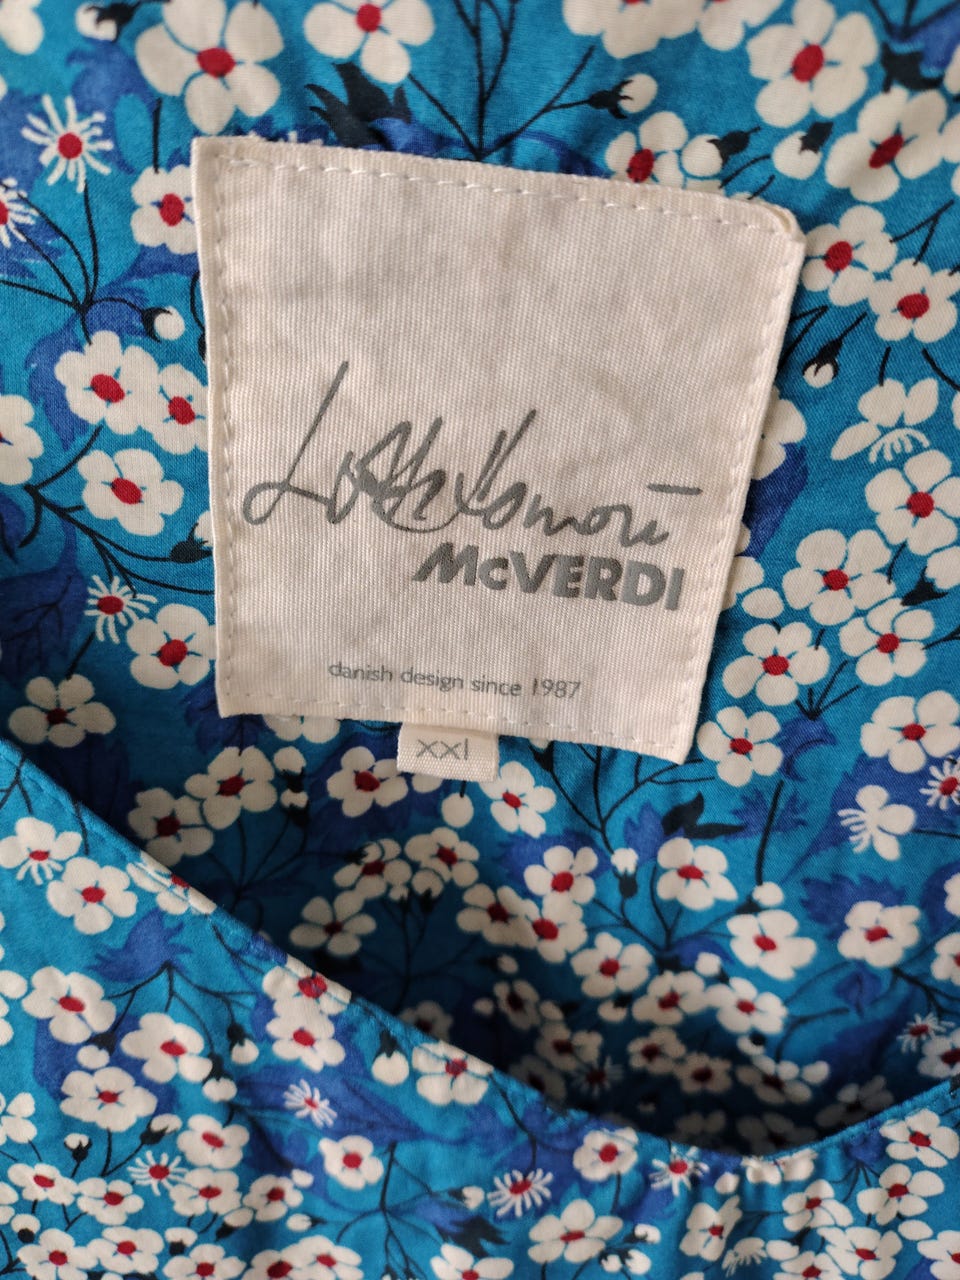 McVERDI
danish design since 1987
xxl